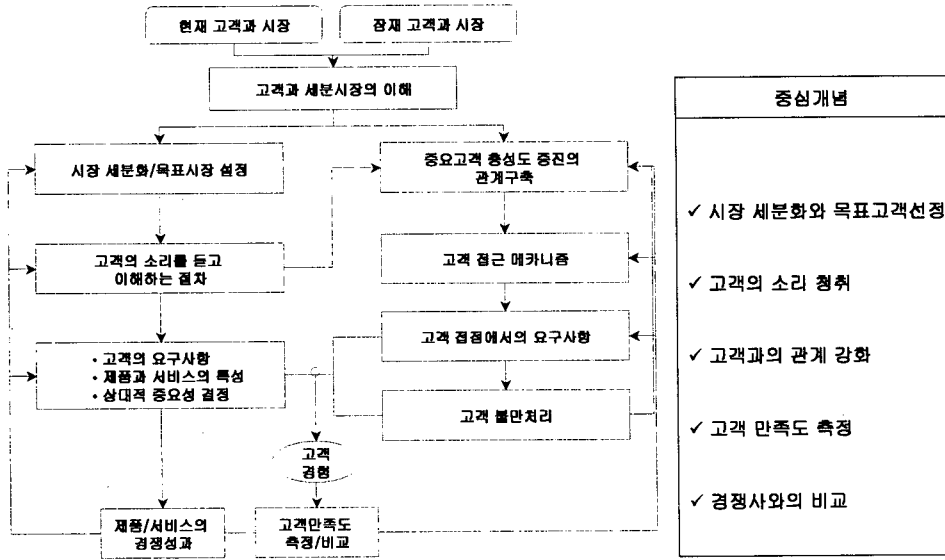 현재 고객과 시장
잠재 고객과 시장
고객과 세분시장의 이해
시장 세분화/목표시장 설정
중요고객 충성도 증진의
관계구축
고객의 소리를 듣고
이해하는 절차
고객 접근 메카니즘
• 고객의 요구사항
• 제품과 서비스의 특성
• 상대적 중요성 결정
고객 접점에서의 요구사항
고객 불만처리
고객
경험
제품/서비스의
경쟁성과
고객만족도
측정/비교
중심개념
✓ 시장 세분화와 목표고객선정
✓ 고객의 소리 청취
✓ 고객과의 관계 강화
✓ 고객 만족도 측정
✓ 경쟁사와의 비교